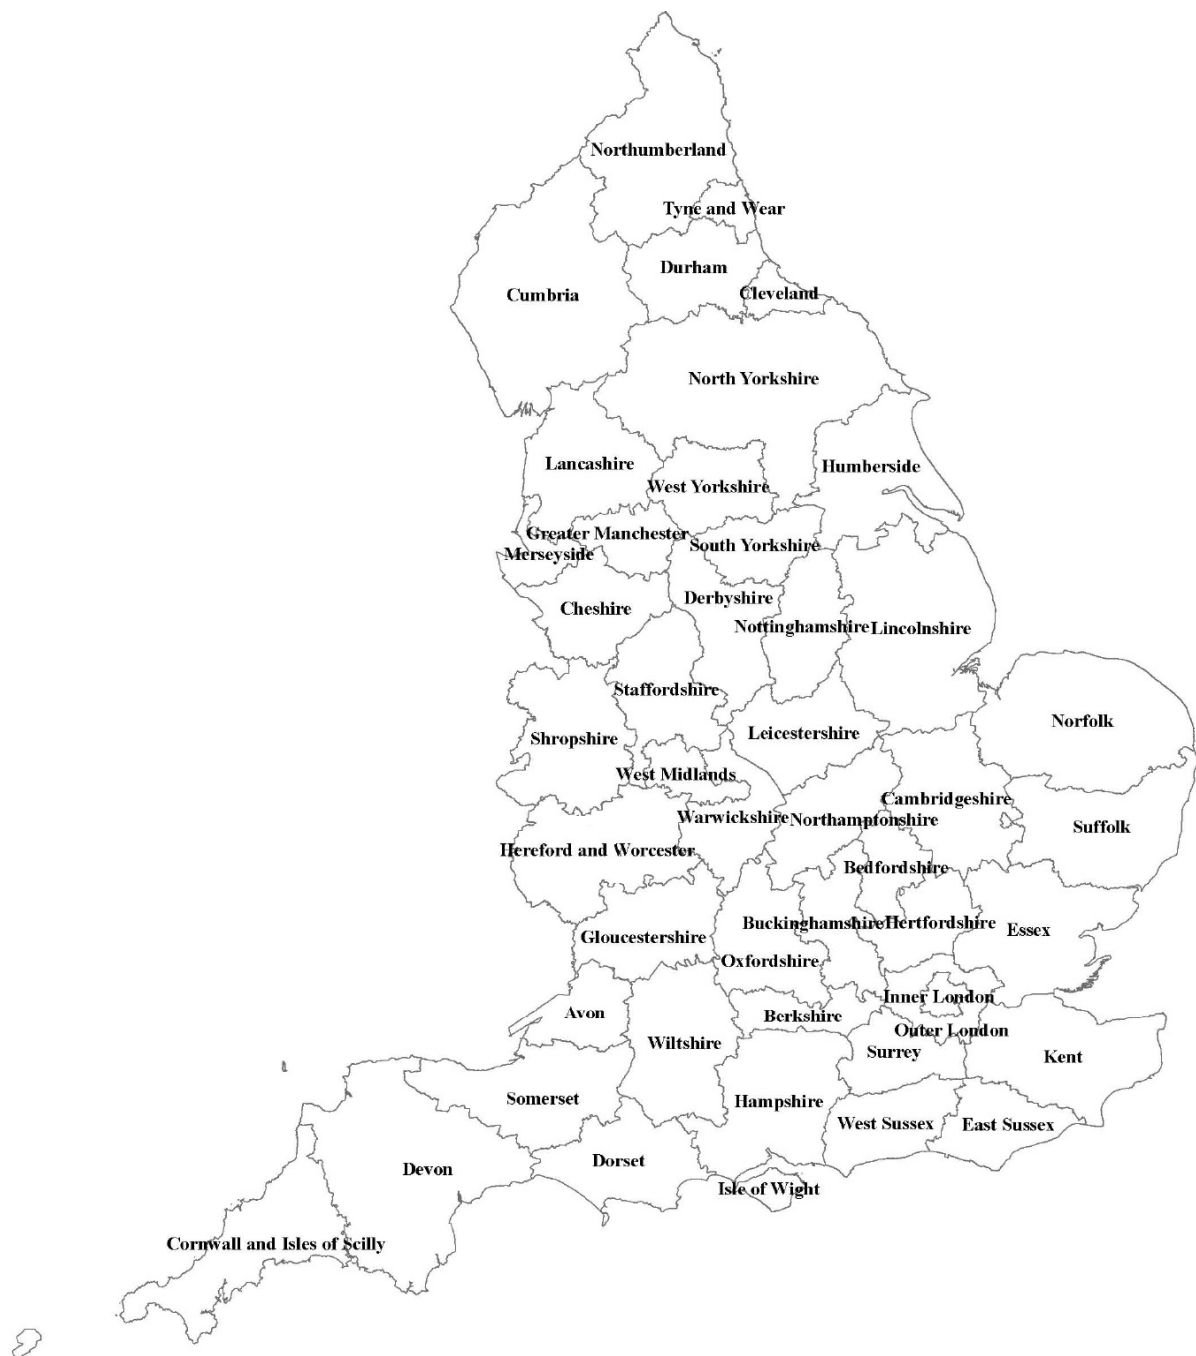 Northumberland
Tyne and Wear
Durham
Cleveland
Cumbria
North Yorkshire
Lancashire
Humberside
West Yorkshire
Greater Manchester
South Yorkshire
Merseyside
Derbyshire
Cheshire
Nottinghamshire
Lincolnshire
Staffordshire
Norfolk
Leicestershire
Shropshire
West Midlands
Cambridgeshire
Warwickshire
Northamptonshire
Suffolk
Hereford and Worcester
Bedfordshire
Buckinghamshire
Hertfordshire
Essex
Gloucestershire
Oxfordshire
Inner London
Avon
Berkshire
Outer London
Wiltshire
Surrey
Kent
Somerset
Hampshire
West Sussex
East Sussex
Dorset
Devon
Isle of Wight
Cornwall and Isles of Scilly